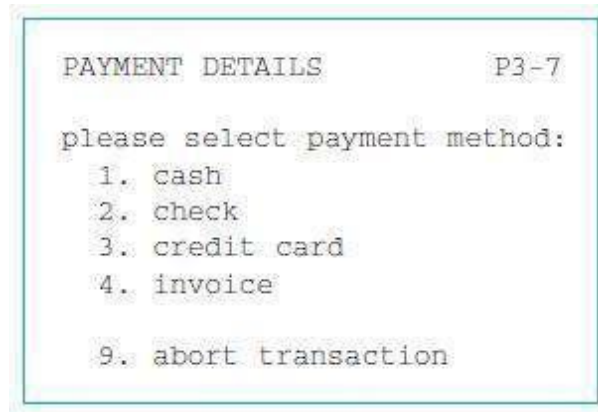 PAYMENT DETAILS P3-7
please select payment method:
1. cash
2. check
3. credit card
4. invoice
9. abort transaction